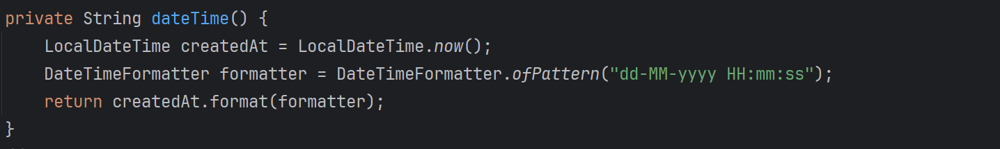 private String dateTime() {
    LocalDateTime createdAt = LocalDateTime.now();
    DateTimeFormatter formatter = DateTimeFormatter.ofPattern("dd-MM-yyyy HH:mm:ss");
    return createdAt.format(formatter);
}